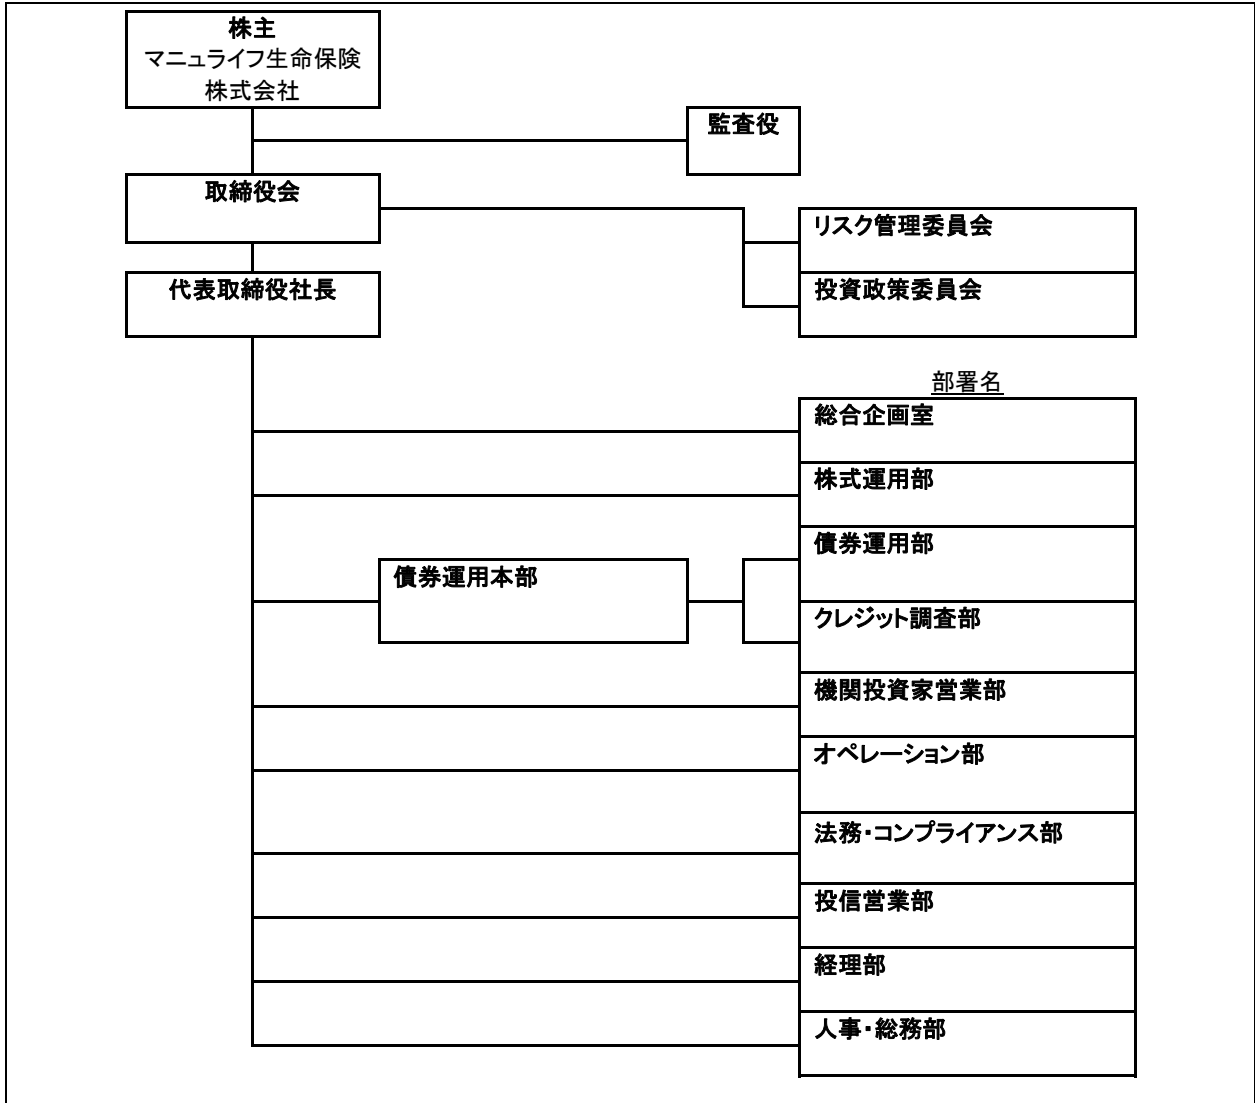 株主
マニュライフ生命保険
株式会社
監査役
取締役会
リスク管理委員会
代表取締役社長
投資政策委員会
部署名
総合企画室
株式運用部
債券運用部
債券運用本部
クレジット調査部
機関投資家営業部
オペレーション部
法務・コンプライアンス部
投信営業部
経理部
人事・総務部